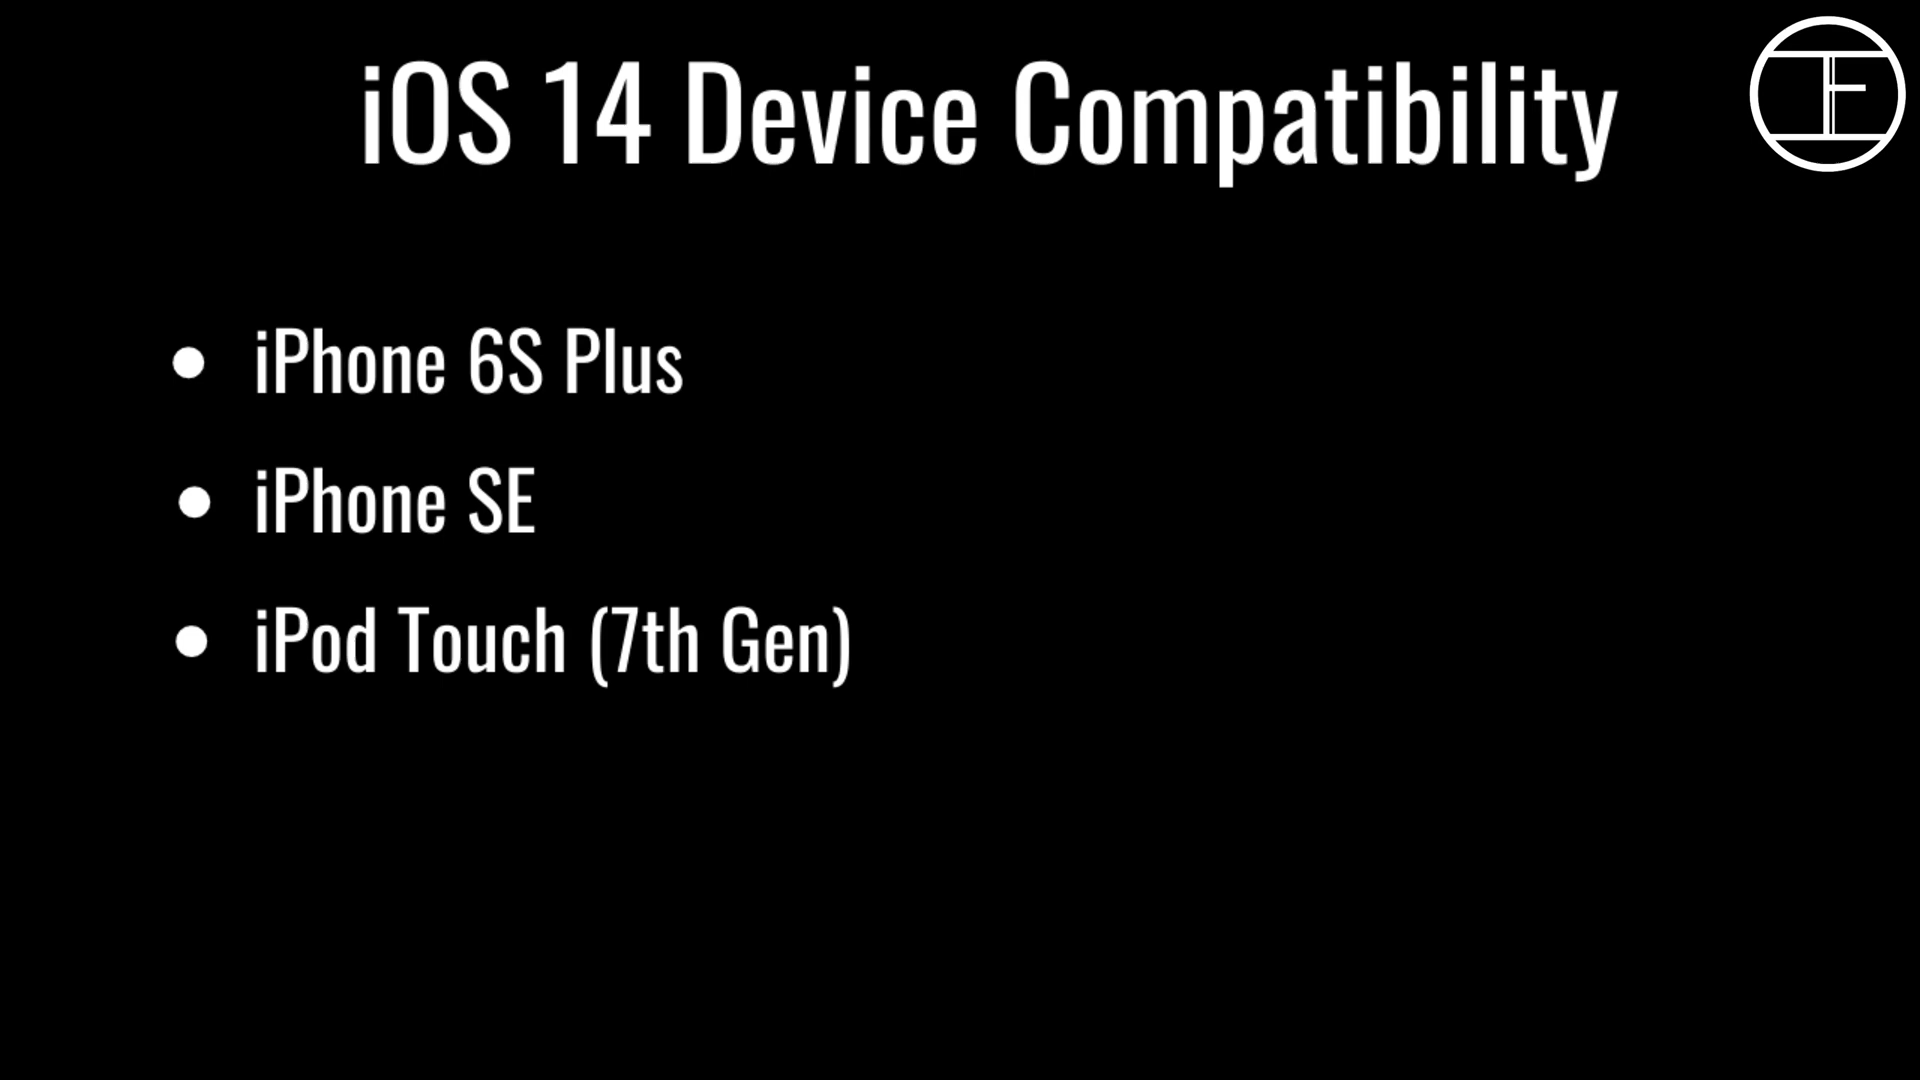 iOS 14 Device Compatibility
iPhone 6S Plus
iPhone SE
iPod Touch (7th Gen)